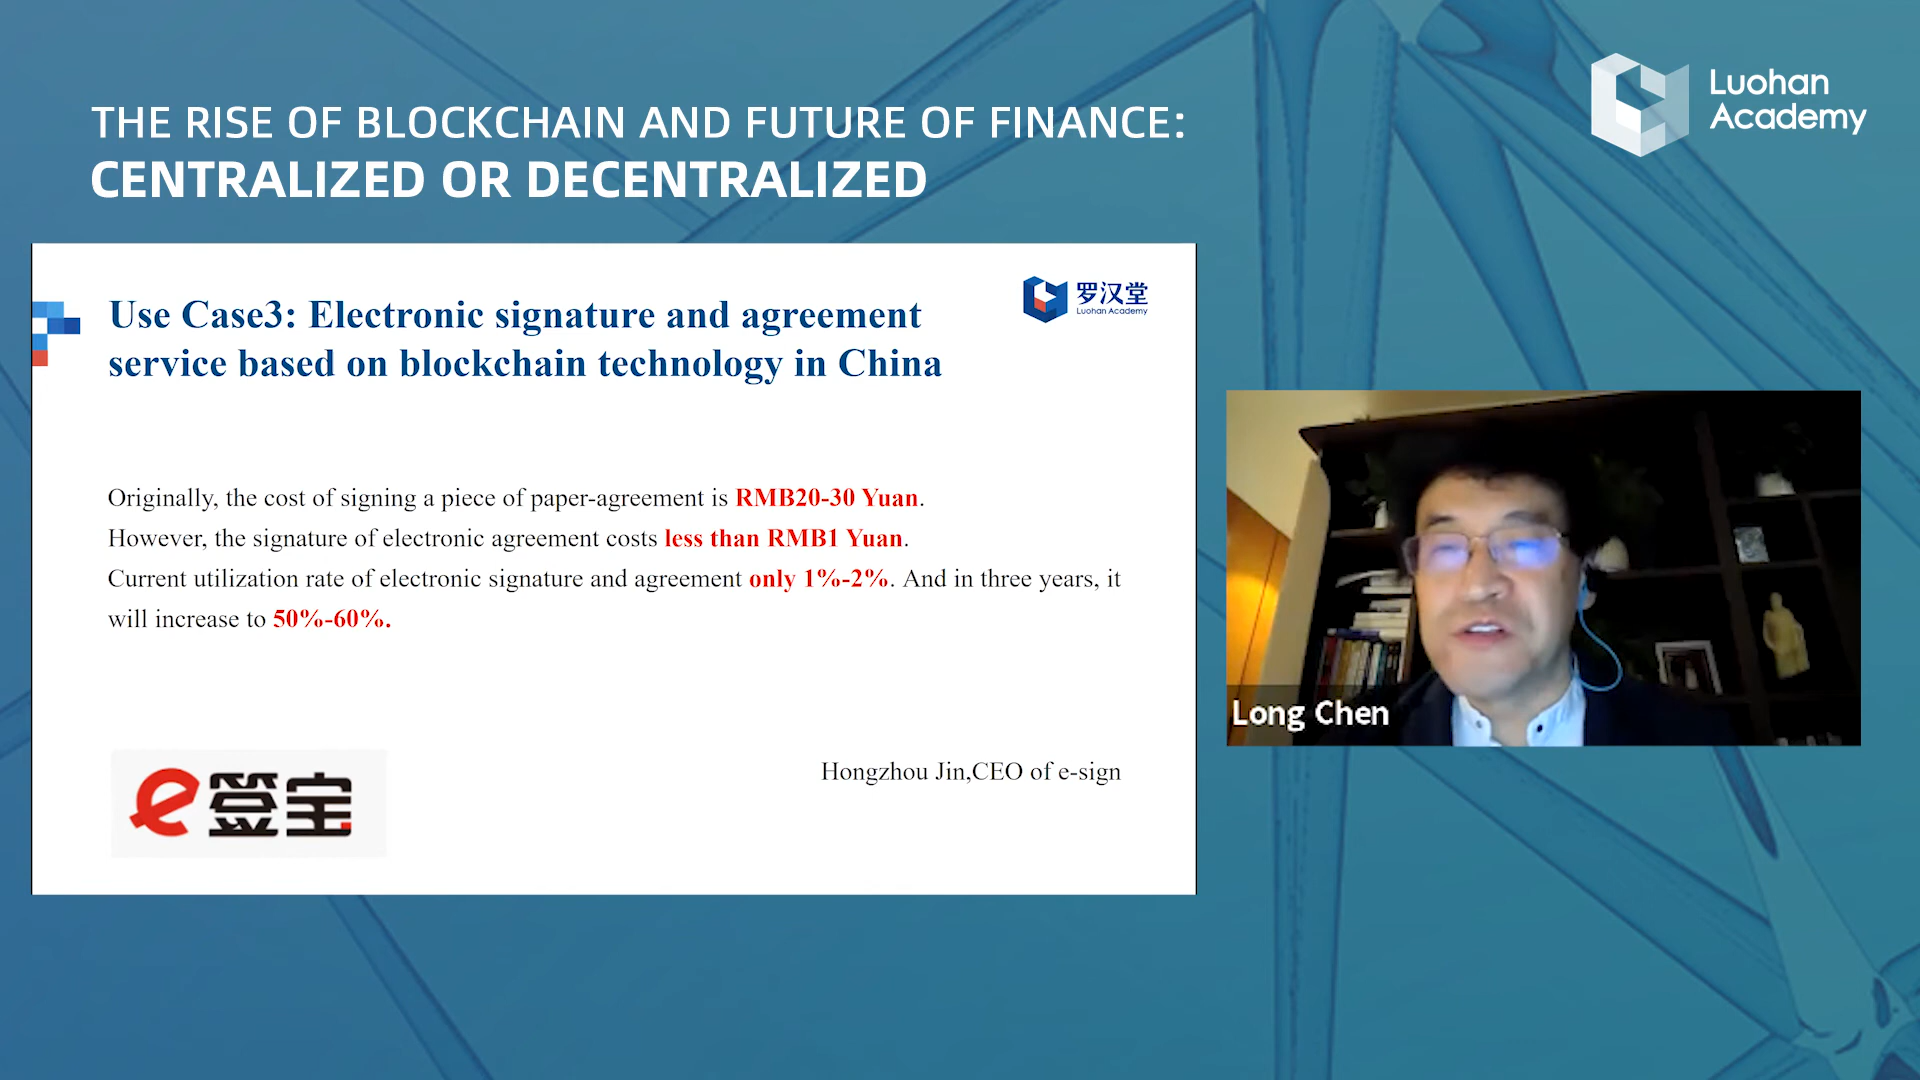 THE RISE OF BLOCKCHAIN AND FUTURE OF FINANCE:
CENTRALIZED OR DECENTRALIZED
Luohan
Academy
Use Case3: Electronic signature and agreement
service based on blockchain technology in China
罗汉堂
Luohan Academy
Originally, the cost of signing a piece of paper-agreement is RMB20-30 Yuan.
However, the signature of electronic agreement costs less than RMB1 Yuan.
Current utilization rate of electronic signature and agreement only 1%-2%. And in three years, it
will increase to 50%-60%.
Hongzhou Jin,CEO of e-sign
e签宝
Long Chen